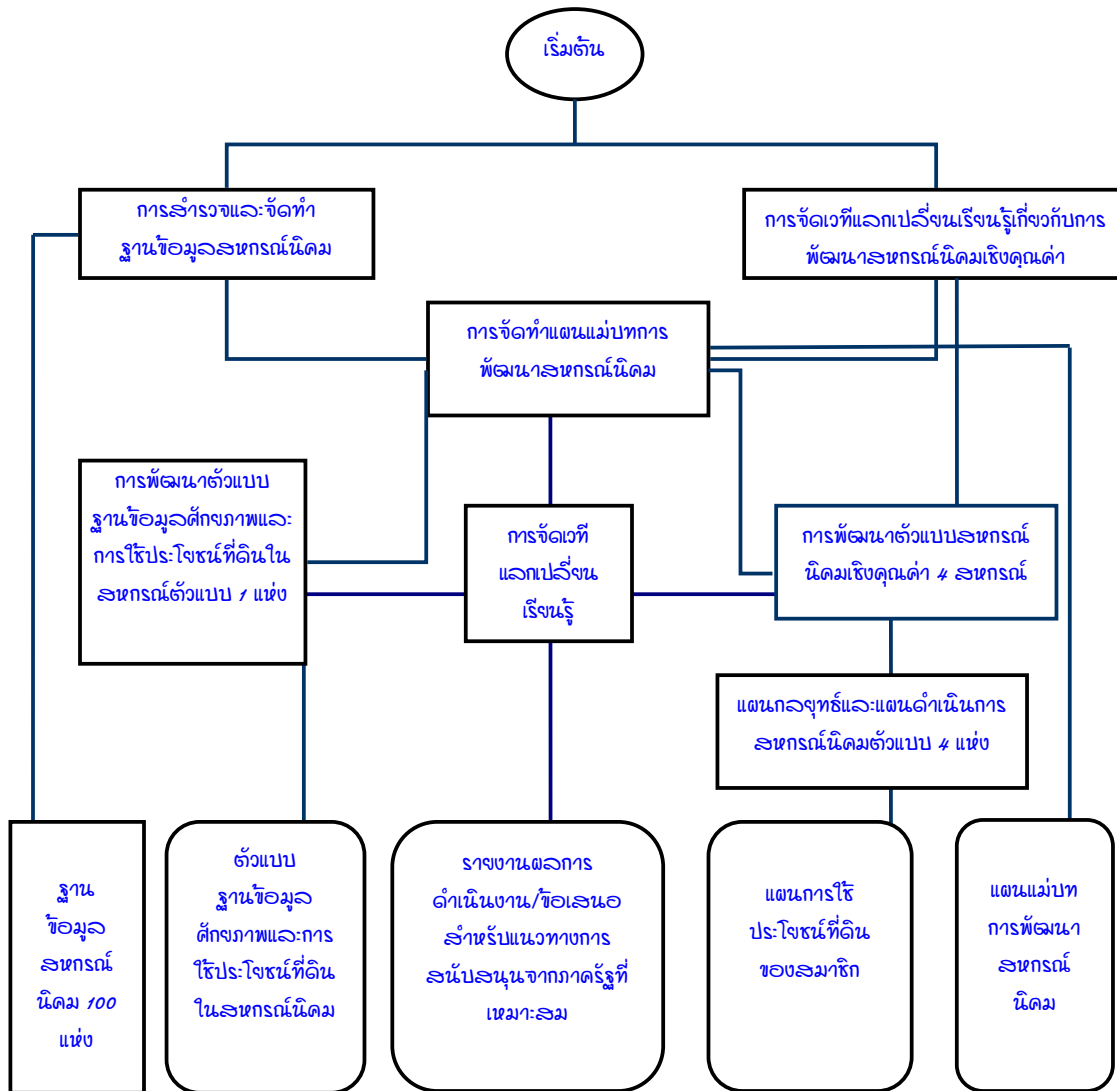 เริ่มต้น
การสำรวจและจัดทำ
ฐานข้อมูลสหกรณ์นิคม
การจัดเวทีแลกเปลี่ยนเรียนรู้เกี่ยวกับการ
พัฒนาสหกรณ์นิคมเชิงคุณค่า
การจัดทำแผนแม่บทการ
พัฒนาสหกรณ์นิคม
การพัฒนาตัวแบบ
ฐานข้อมูลศักยภาพและ
การใช้ประโยชน์ที่ดินใน
สหกรณ์ตัวแบบ 1 แห่ง
การจัดเวที
แลกเปลี่ยน
เรียนรู้
การพัฒนาตัวแบบสหกรณ์
นิคมเชิงคุณค่า 4 สหกรณ์
แผนกลยุทธ์และแผนดำเนินการ
สหกรณ์นิคมตัวแบบ 4 แห่ง
ฐาน
ข้อมูล
สหกรณ์
นิคม 100
แห่ง
ตัวแบบ
ฐานข้อมูล
ศักยภาพและการ
ใช้ประโยชน์ที่ดิน
ในสหกรณ์นิคม
รายงานผลการ
ดำเนินงาน/ข้อเสนอ
สำหรับแนวทางการ
สนับสนุนจากภาครัฐที่
เหมาะสม
แผนการใช้
ประโยชน์ที่ดิน
ของสมาชิก
แผนแม่บท
การพัฒนา
สหกรณ์
นิคม